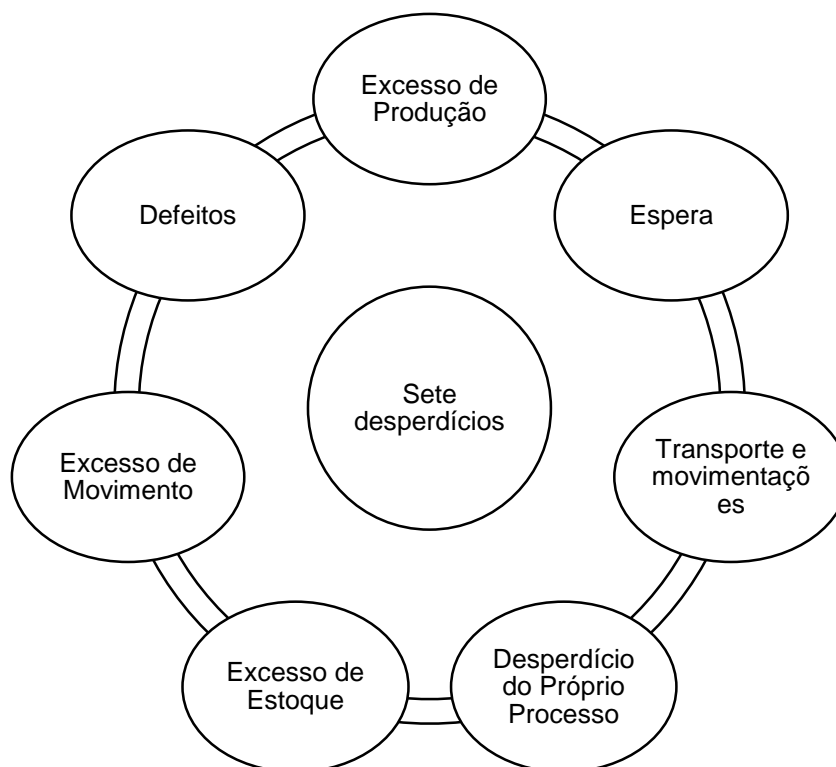 Excesso de
Produção
Defeitos
Espera
Sete
desperdícios
Excesso de
Movimento
Transporte e
movimentaçõ
es
Excesso de
Estoque
Desperdício
do Próprio
Processo